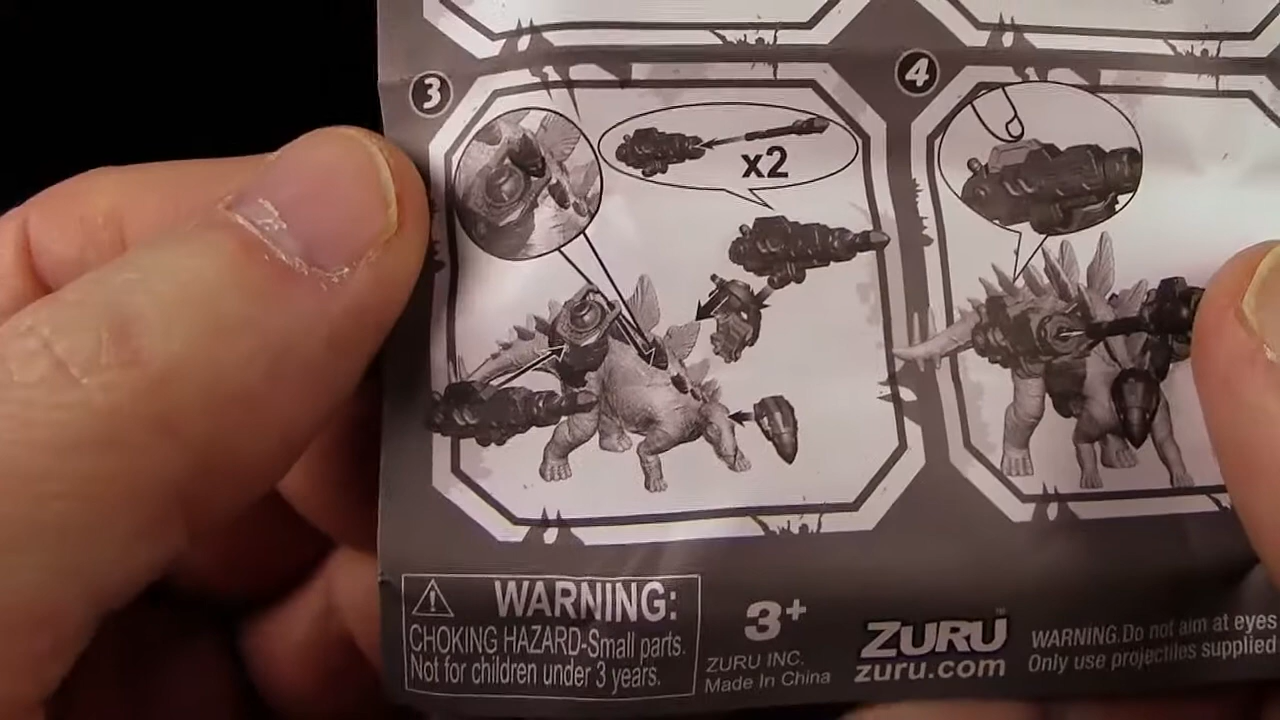 3
4
x2
WARNING:
CHOKING HAZARD-Small parts.
Not for children under 3 years.
3+
ZURU INC.
Made In China
ZURU™
zuru.com
WARNING.Do not aim at eyes
Only use projectiles supplied